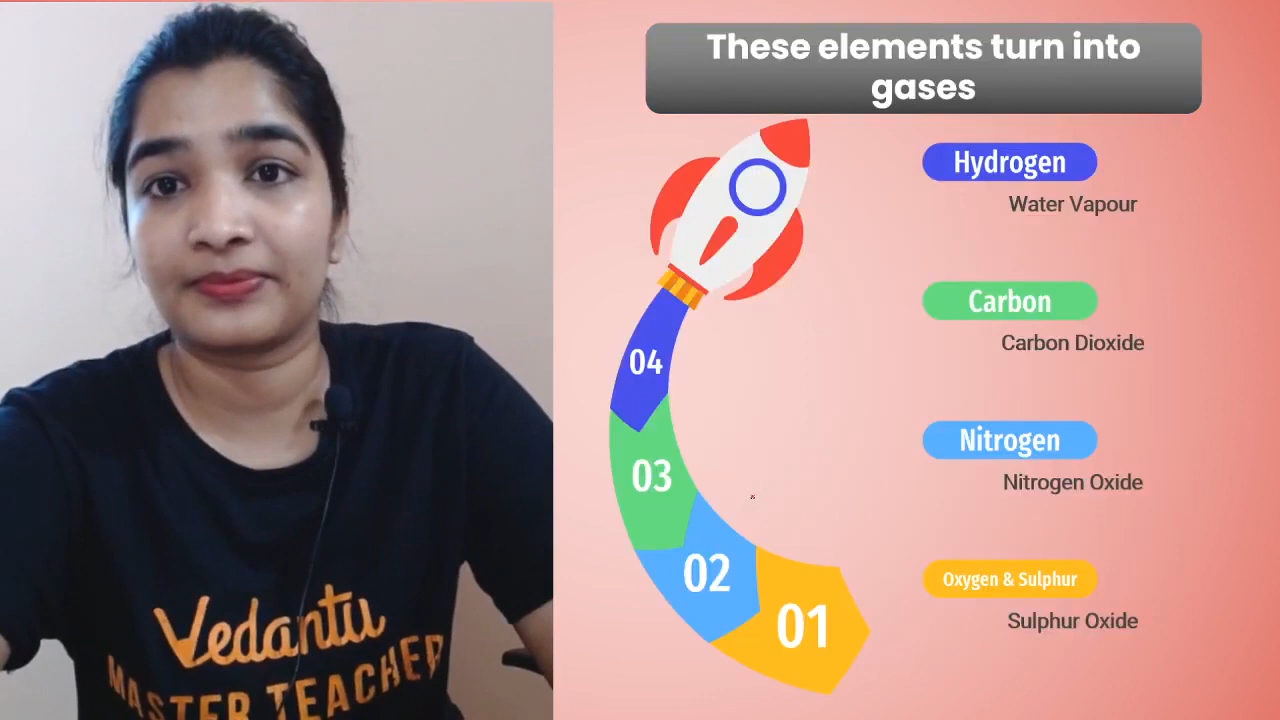 These elements turn into
gases
Hydrogen
Water Vapour
Carbon
Carbon Dioxide
Nitrogen
Nitrogen Oxide
Oxygen & Sulphur
Sulphur Oxide
04
03
02
01
Vedantu
MASTER TEACHER